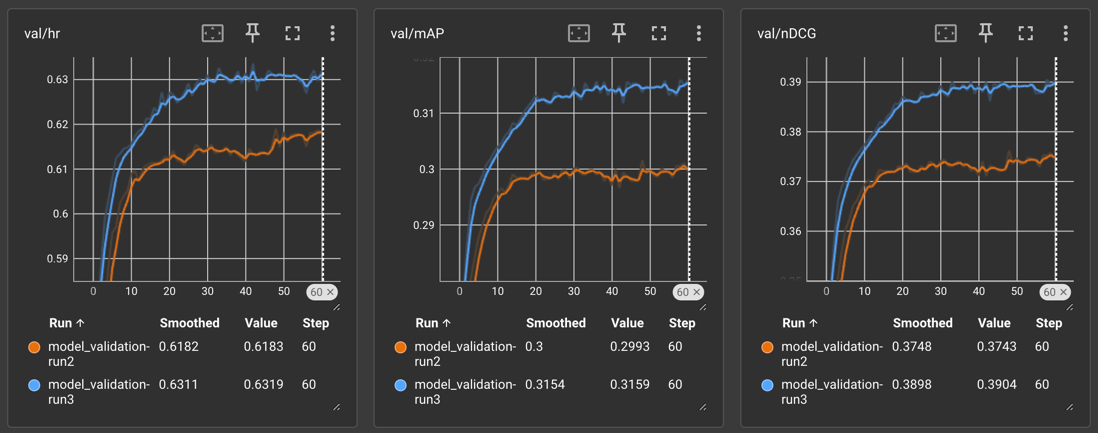 val/hr
0.63
0.62
0.61
0.6
0.59
0 10 20 30 40 50 60 ×
Run ↑ Smoothed Value Step
model_validation-run2 0.6182 0.6183 60
model_validation-run3 0.6311 0.6319 60
val/mAP
0.31
0.3
0.29
0 10 20 30 40 50 60 ×
Run ↑ Smoothed Value Step
model_validation-run2 0.3 0.2993 60
model_validation-run3 0.3154 0.3159 60
val/nDCG
0.39
0.38
0.37
0.36
0 10 20 30 40 50 60 ×
Run ↑ Smoothed Value Step
model_validation-run2 0.3748 0.3743 60
model_validation-run3 0.3898 0.3904 60